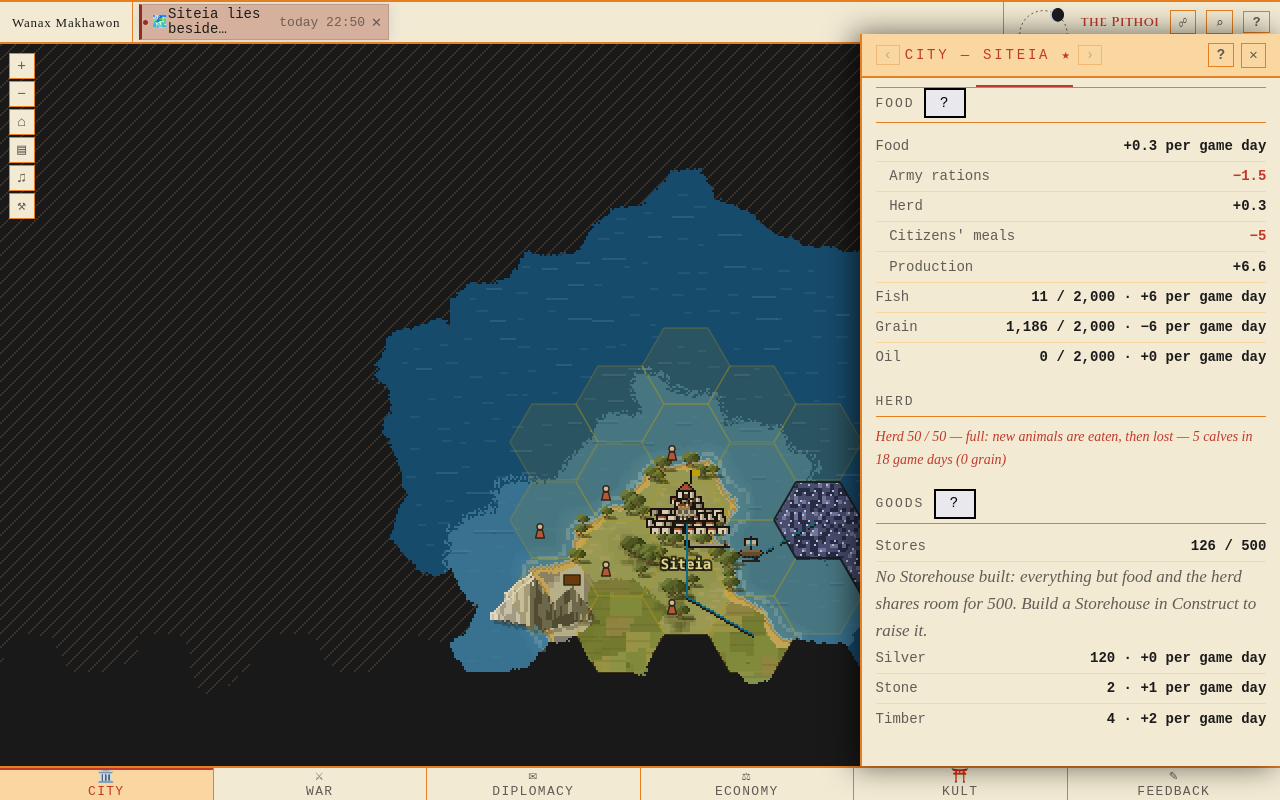 Wanax Makhawon
Siteia lies beside… today 22:50 ✕
THE PITHOI ?
‹ CITY — SITEIA ★ › ? ✕
FOOD ?
Food +0.3 per game day
Army rations −1.5
Herd +0.3
Citizens' meals −5
Production +6.6
Fish 11 / 2,000 · +6 per game day
Grain 1,186 / 2,000 · −6 per game day
Oil 0 / 2,000 · +0 per game day
HERD
Herd 50 / 50 — full: new animals are eaten, then lost — 5 calves in
18 game days (0 grain)
GOODS ?
Stores 126 / 500
No Storehouse built: everything but food and the herd
shares room for 500. Build a Storehouse in Construct to
raise it.
Silver 120 · +0 per game day
Stone 2 · +1 per game day
Timber 4 · +2 per game day
Siteia
CITY WAR DIPLOMACY ECONOMY KULT FEEDBACK